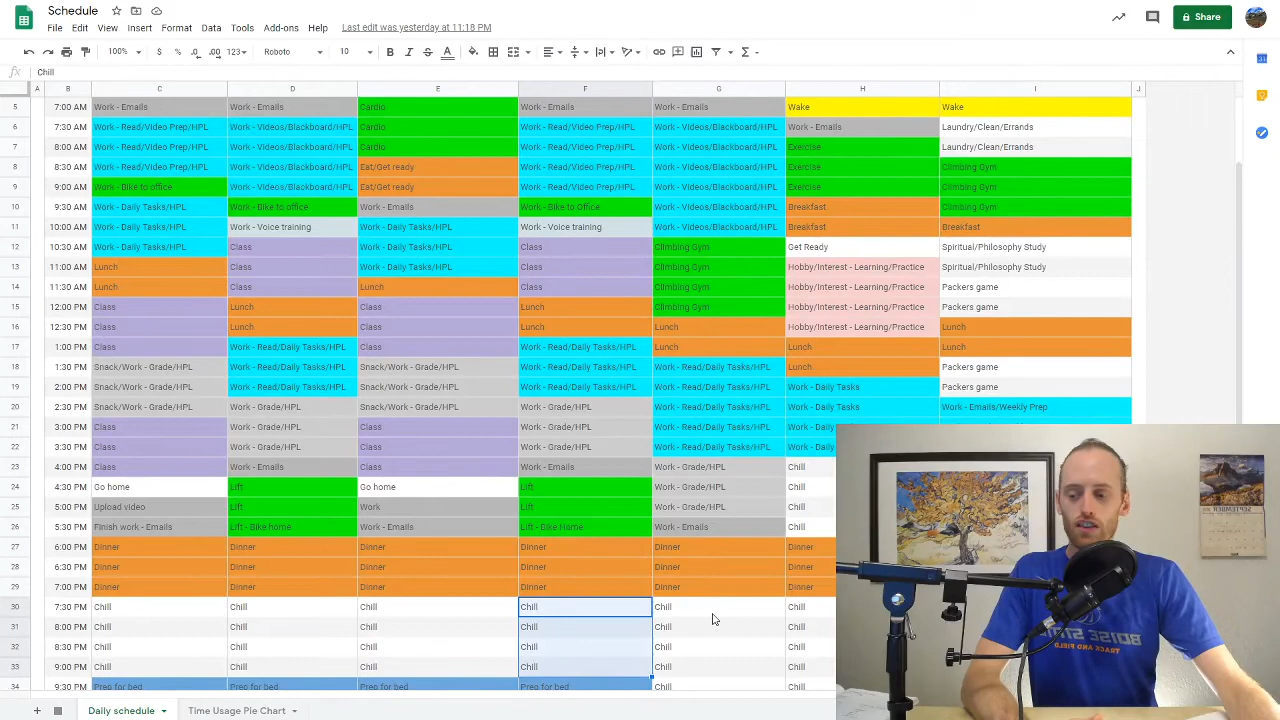 Schedule
File Edit View Insert Format Data Tools Add-ons Help Last edit was yesterday at 11:18 PM
Share
100% $ % .0 .00 123 Roboto 10 B I S A
fx Chill
A B C D E F G H I J
5 7:00 AM Work - Emails Work - Emails Cardio Work - Emails Work - Emails Wake Wake
6 7:30 AM Work - Read/Video Prep/HPL Work - Videos/Blackboard/HPL Cardio Work - Read/Video Prep/HPL Work - Videos/Blackboard/HPL Work - Emails Laundry/Clean/Errands
7 8:00 AM Work - Read/Video Prep/HPL Work - Videos/Blackboard/HPL Cardio Work - Read/Video Prep/HPL Work - Videos/Blackboard/HPL Exercise Laundry/Clean/Errands
8 8:30 AM Work - Read/Video Prep/HPL Work - Videos/Blackboard/HPL Eat/Get ready Work - Read/Video Prep/HPL Work - Videos/Blackboard/HPL Exercise Climbing Gym
9 9:00 AM Work - Bike to office Work - Videos/Blackboard/HPL Eat/Get ready Work - Read/Video Prep/HPL Work - Videos/Blackboard/HPL Exercise Climbing Gym
10 9:30 AM Work - Daily Tasks/HPL Work - Bike to office Work - Emails Work - Bike to Office Work - Videos/Blackboard/HPL Breakfast Climbing Gym
11 10:00 AM Work - Daily Tasks/HPL Work - Voice training Work - Daily Tasks/HPL Work - Voice training Work - Videos/Blackboard/HPL Breakfast Breakfast
12 10:30 AM Work - Daily Tasks/HPL Class Work - Daily Tasks/HPL Class Climbing Gym Get Ready Spiritual/Philosophy Study
13 11:00 AM Lunch Class Work - Daily Tasks/HPL Class Climbing Gym Hobby/Interest - Learning/Practice Spiritual/Philosophy Study
14 11:30 AM Lunch Class Lunch Class Climbing Gym Hobby/Interest - Learning/Practice Packers game
15 12:00 PM Class Lunch Class Lunch Climbing Gym Hobby/Interest - Learning/Practice Packers game
16 12:30 PM Class Lunch Class Lunch Lunch Hobby/Interest - Learning/Practice Lunch
17 1:00 PM Class Work - Read/Daily Tasks/HPL Class Work - Read/Daily Tasks/HPL Lunch Lunch Lunch
18 1:30 PM Snack/Work - Grade/HPL Work - Read/Daily Tasks/HPL Snack/Work - Grade/HPL Work - Read/Daily Tasks/HPL Work - Read/Daily Tasks/HPL Lunch Packers game
19 2:00 PM Snack/Work - Grade/HPL Work - Read/Daily Tasks/HPL Snack/Work - Grade/HPL Work - Read/Daily Tasks/HPL Work - Read/Daily Tasks/HPL Work - Daily Tasks Packers game
20 2:30 PM Snack/Work - Grade/HPL Work - Grade/HPL Snack/Work - Grade/HPL Work - Grade/HPL Work - Read/Daily Tasks/HPL Work - Daily Tasks Work - Emails/Weekly Prep
21 3:00 PM Class Work - Grade/HPL Class Work - Grade/HPL Work - Read/Daily Tasks/HPL Work - Daily
22 3:30 PM Class Work - Grade/HPL Class Work - Grade/HPL Work - Read/Daily Tasks/HPL Work - Daily
23 4:00 PM Class Work - Emails Class Work - Emails Work - Grade/HPL Chill
24 4:30 PM Go home Lift Go home Lift Work - Grade/HPL Chill
25 5:00 PM Upload video Lift Work Lift Work - Grade/HPL Chill
26 5:30 PM Finish work - Emails Lift - Bike home Work - Emails Lift - Bike Home Work - Emails Chill
27 6:00 PM Dinner Dinner Dinner Dinner Dinner Dinner
28 6:30 PM Dinner Dinner Dinner Dinner Dinner Dinner
29 7:00 PM Dinner Dinner Dinner Dinner Dinner Dinner
30 7:30 PM Chill Chill Chill Chill Chill Chill
31 8:00 PM Chill Chill Chill Chill Chill Chill
32 8:30 PM Chill Chill Chill Chill Chill Chill
33 9:00 PM Chill Chill Chill Chill Chill Chill
34 9:30 PM Prep for bed Prep for bed Prep for bed Prep for bed Chill Chill
Daily schedule Time Usage Pie Chart
SEPTEMBER
BOISE STATE
TRACK AND FIELD